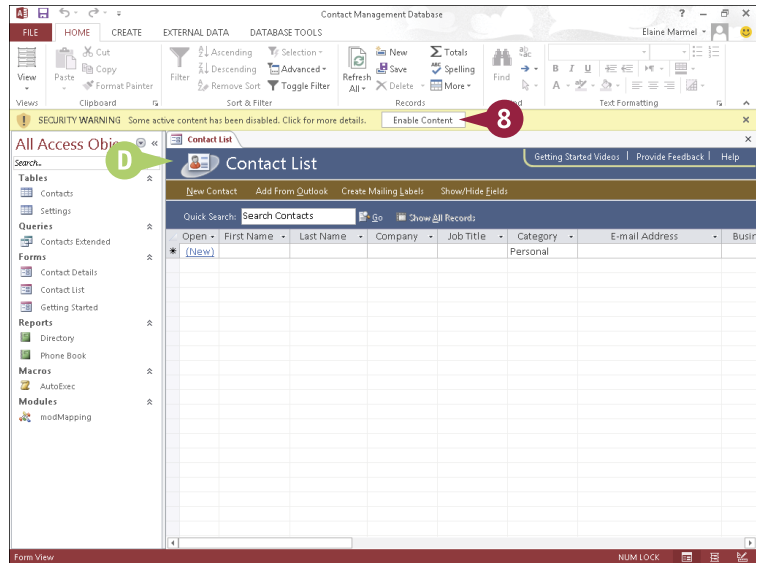 Contact Management Database
FILE HOME CREATE EXTERNAL DATA DATABASE TOOLS Elaine Marmel
View
Paste
Cut
Copy
Format Painter
Filter
Ascending
Descending
Remove Sort
Selection
Advanced
Toggle Filter
Refresh
All
New
Save
Delete
Totals
Spelling
More
Find
B I U
A
Views Clipboard Sort & Filter Records Text Formatting
SECURITY WARNING Some active content has been disabled. Click for more details. Enable Content
8
All Access
Search..
Tables
Contacts
Settings
Queries
Contacts Extended
Forms
Contact Details
Contact List
Getting Started
Reports
Directory
Phone Book
Macros
AutoExec
Modules
modMapping
D
Contact List
Contact List
Getting Started Videos | Provide Feedback | Help
New Contact Add From Outlook Create Mailing Labels Show/Hide Fields
Quick Search: Search Contacts Go Show All Records
Open First Name Last Name Company Job Title Category E-mail Address Busir
(New) Personal
Form View NUM LOCK